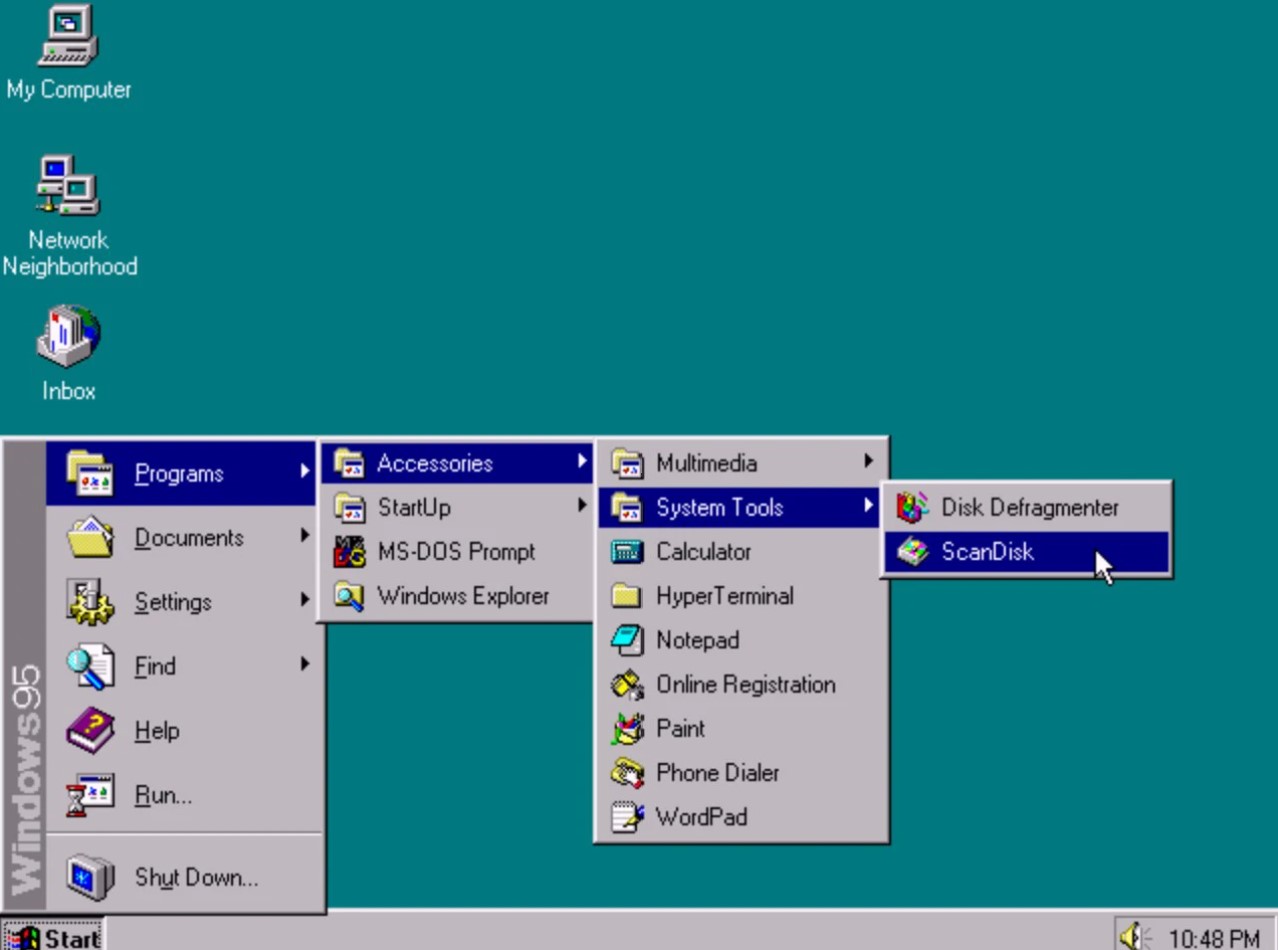 My Computer
Network
Neighborhood
Inbox
Programs
Documents
Settings
Find
Help
Run...
Shut Down...
Windows95
Accessories
StartUp
MS-DOS Prompt
Windows Explorer
Multimedia
System Tools
Calculator
HyperTerminal
Notepad
Online Registration
Paint
Phone Dialer
WordPad
Disk Defragmenter
ScanDisk
Start
10:48 PM